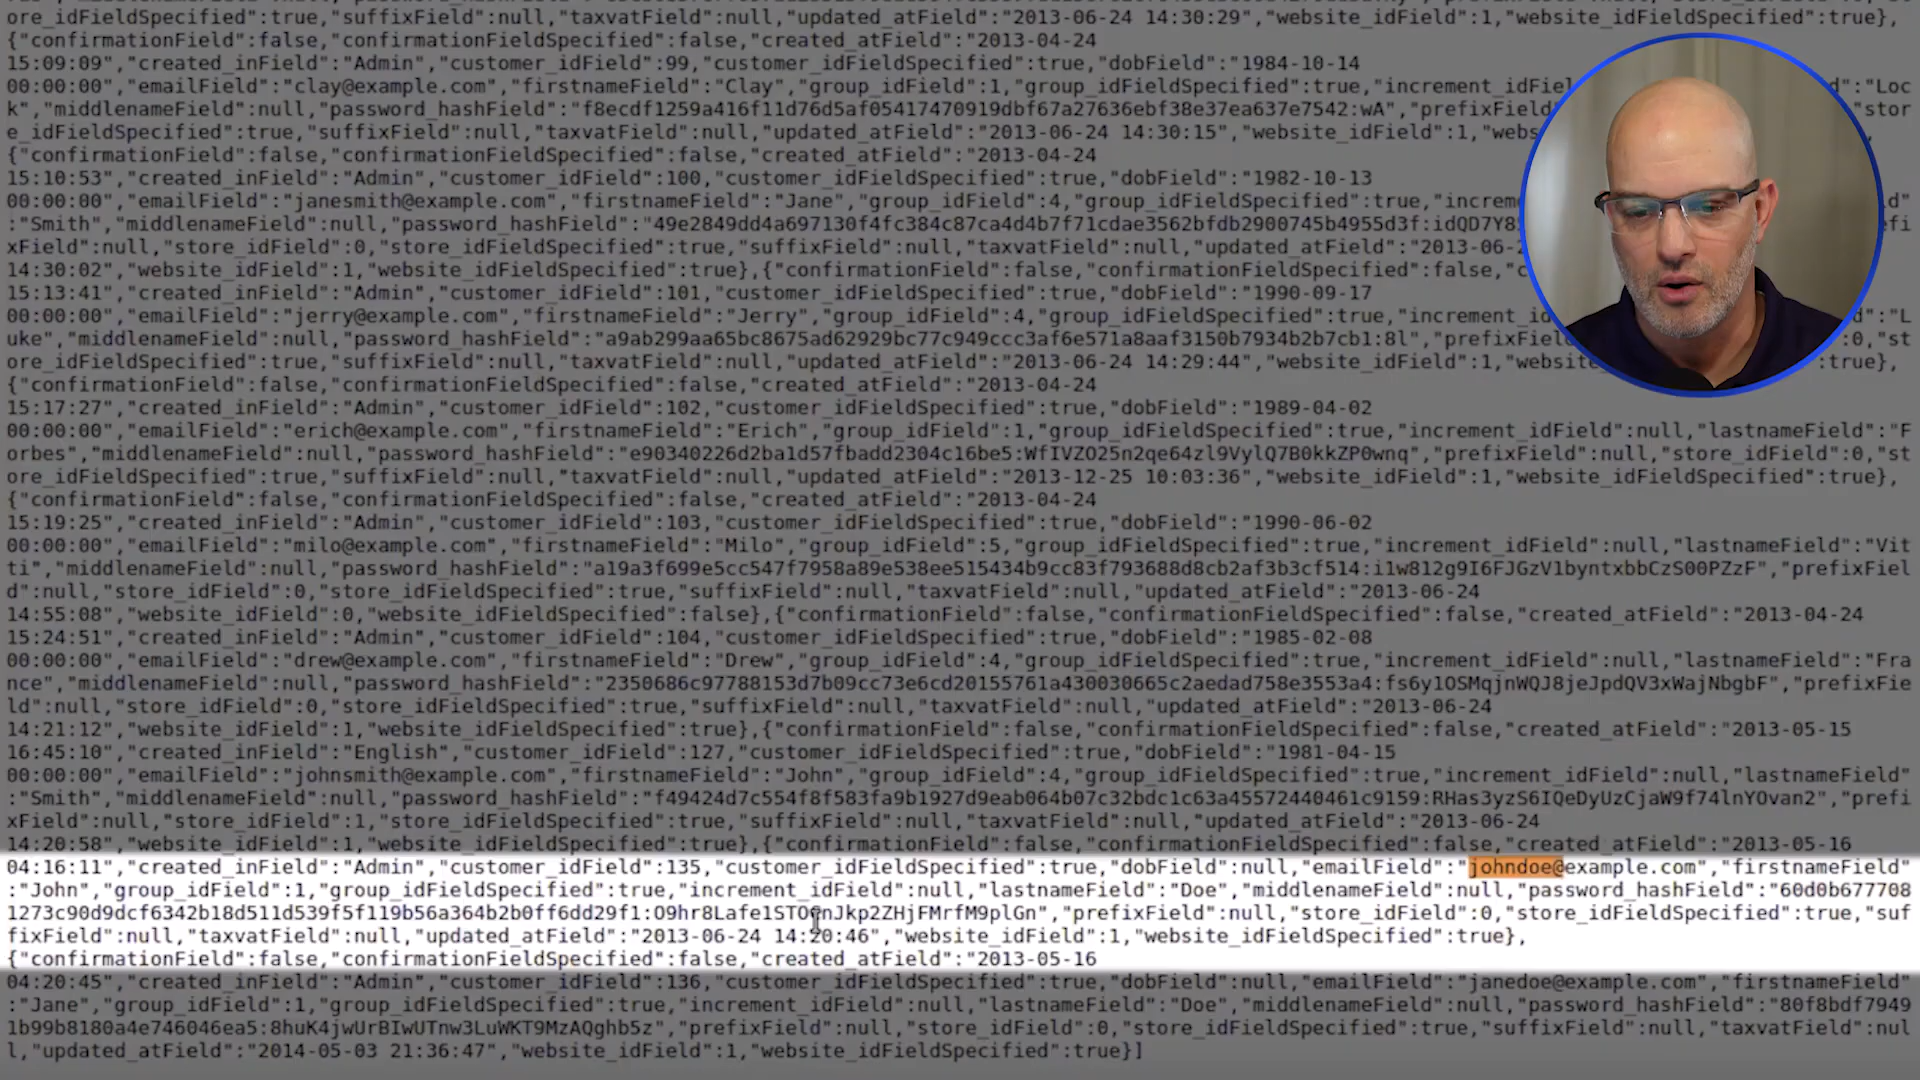 fieldSpecified":true,"suffixField":null,"taxvatField":null,"updated_atField":"2013-06-24 14:30:29","website_idField":1,"website_idFieldSpecified":true},
{"confirmationField":false,"confirmationFieldSpecified":false,"created_atField":"2013-04-24
15:09:09","created_inField":"Admin","customer_idField":99,"customer_idFieldSpecified":true,"dobField":"1984-10-14
00:00:00","emailField":"clay@example.com","firstnameField":"Clay","group_idField":1,"group_idFieldSpecified":true,"increment_idFiel d":"Loc
k","middlenameField":null,"password_hashField":"f8ecdf1259a416f11d76d5af05417470919dbf67a27636ebf38e37ea637e7542:wA","prefixField "stor
e_idFieldSpecified":true,"suffixField":null,"taxvatField":null,"updated_atField":"2013-06-24 14:30:15","website_idField":1,"webs
{"confirmationField":false,"confirmationFieldSpecified":false,"created_atField":"2013-04-24
15:10:53","created_inField":"Admin","customer_idField":100,"customer_idFieldSpecified":true,"dobField":"1982-10-13
00:00:00","emailField":"janesmith@example.com","firstnameField":"Jane","group_idField":4,"group_idFieldSpecified":true,"increm d"
:"Smith","middlenameField":null,"password_hashField":"49e2849dd4a697130f4fc384c87ca4d4b7f71cdae3562bfdb2900745b4955d3f:idQD7Y8 efi
xField":null,"store_idField":0,"store_idFieldSpecified":true,"suffixField":null,"taxvatField":null,"updated_atField":"2013-06-2
14:30:02","website_idField":1,"website_idFieldSpecified":true},{"confirmationField":false,"confirmationFieldSpecified":false,"c
15:13:41","created_inField":"Admin","customer_idField":101,"customer_idFieldSpecified":true,"dobField":"1990-09-17
00:00:00","emailField":"jerry@example.com","firstnameField":"Jerry","group_idField":4,"group_idFieldSpecified":true,"increment_id d":"L
uke","middlenameField":null,"password_hashField":"a9ab299aa65bc8675ad62929bc77c949ccc3af6e571a8aaf3150b7934b2b7cb1:8l","prefixFiel :0,"st
ore_idFieldSpecified":true,"suffixField":null,"taxvatField":null,"updated_atField":"2013-06-24 14:29:44","website_idField":1,"websit :true},
{"confirmationField":false,"confirmationFieldSpecified":false,"created_atField":"2013-04-24
15:17:27","created_inField":"Admin","customer_idField":102,"customer_idFieldSpecified":true,"dobField":"1989-04-02
00:00:00","emailField":"erich@example.com","firstnameField":"Erich","group_idField":1,"group_idFieldSpecified":true,"increment_idField":null,"lastnameField":"F
orbes","middlenameField":null,"password_hashField":"e90340226d2ba1d57fbadd2304c16be5:WfIVZO25n2qe64zl9VylQ7B0kkZP0wnq","prefixField":null,"store_idField":0,"st
ore_idFieldSpecified":true,"suffixField":null,"taxvatField":null,"updated_atField":"2013-12-25 10:03:36","website_idField":1,"website_idFieldSpecified":true},
{"confirmationField":false,"confirmationFieldSpecified":false,"created_atField":"2013-04-24
15:19:25","created_inField":"Admin","customer_idField":103,"customer_idFieldSpecified":true,"dobField":"1990-06-02
00:00:00","emailField":"milo@example.com","firstnameField":"Milo","group_idField":5,"group_idFieldSpecified":true,"increment_idField":null,"lastnameField":"Vit
ti","middlenameField":null,"password_hashField":"a19a3f699e5cc547f7958a89e538ee515434b9cc83f793688d8cb2af3b3cf514:i1w812g9I6FJGzV1byntxbbCzS00PZzF","prefixFiel
d":null,"store_idField":0,"store_idFieldSpecified":true,"suffixField":null,"taxvatField":null,"updated_atField":"2013-06-24
14:55:08","website_idField":0,"website_idFieldSpecified":false},{"confirmationField":false,"confirmationFieldSpecified":false,"created_atField":"2013-04-24
15:24:51","created_inField":"Admin","customer_idField":104,"customer_idFieldSpecified":true,"dobField":"1985-02-08
00:00:00","emailField":"drew@example.com","firstnameField":"Drew","group_idField":4,"group_idFieldSpecified":true,"increment_idField":null,"lastnameField":"Fra
nce","middlenameField":null,"password_hashField":"2350686c97788153d7b09cc73e6cd20155761a430030665c2aedad758e3553a4:fs6y1OSMqjnWQJ8jeJpdQV3xWajNbgbF","prefixFie
ld":null,"store_idField":0,"store_idFieldSpecified":true,"suffixField":null,"taxvatField":null,"updated_atField":"2013-06-24
14:21:12","website_idField":1,"website_idFieldSpecified":true},{"confirmationField":false,"confirmationFieldSpecified":false,"created_atField":"2013-05-15
16:45:10","created_inField":"English","customer_idField":127,"customer_idFieldSpecified":true,"dobField":"1981-04-15
00:00:00","emailField":"johnsmith@example.com","firstnameField":"John","group_idField":4,"group_idFieldSpecified":true,"increment_idField":null,"lastnameField"
:"Smith","middlenameField":null,"password_hashField":"f49424d7c554f8f583fa9b1927d9eab064b07c32bdc1c63a45572440461c9159:RHas3yzS6IQeDyUzCjaW9f74lnYOvan2","prefi
xField":null,"store_idField":1,"store_idFieldSpecified":true,"suffixField":null,"taxvatField":null,"updated_atField":"2013-06-24
14:20:58","website_idField":1,"website_idFieldSpecified":true},{"confirmationField":false,"confirmationFieldSpecified":false,"created_atField":"2013-05-16
04:16:11","created_inField":"Admin","customer_idField":135,"customer_idFieldSpecified":true,"dobField":null,"emailField":"johndoe@example.com","firstnameField"
:"John","group_idField":1,"group_idFieldSpecified":true,"increment_idField":null,"lastnameField":"Doe","middlenameField":null,"password_hashField":"60d0b677708
1273c90d9dcf6342b18d511d539f5f119b56a364b2b0ff6dd29f1:O9hr8Lafe1STOGnJkp2ZHjFMrfM9plGn","prefixField":null,"store_idField":0,"store_idFieldSpecified":true,"suf
fixField":null,"taxvatField":null,"updated_atField":"2013-06-24 14:20:46","website_idField":1,"website_idFieldSpecified":true},
{"confirmationField":false,"confirmationFieldSpecified":false,"created_atField":"2013-05-16
04:20:45","created_inField":"Admin","customer_idField":136,"customer_idFieldSpecified":true,"dobField":null,"emailField":"janedoe@example.com","firstnameField"
:"Jane","group_idField":1,"group_idFieldSpecified":true,"increment_idField":null,"lastnameField":"Doe","middlenameField":null,"password_hashField":"80f8bdf7949
1b99b8180a4e746046ea5:8huK4jwUrBIwUTnw3LuWKT9MzAQghb5z","prefixField":null,"store_idField":0,"store_idFieldSpecified":true,"suffixField":null,"taxvatField":nul
l,"updated_atField":"2014-05-03 21:36:47","website_idField":1,"website_idFieldSpecified":true}]